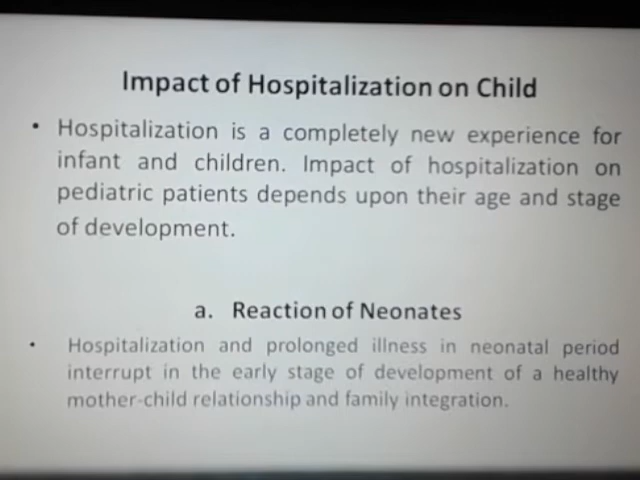 Impact of Hospitalization on Child
• Hospitalization is a completely new experience for
infant and children. Impact of hospitalization on
pediatric patients depends upon their age and stage
of development.
a. Reaction of Neonates
• Hospitalization and prolonged illness in neonatal period
interrupt in the early stage of development of a healthy
mother-child relationship and family integration.